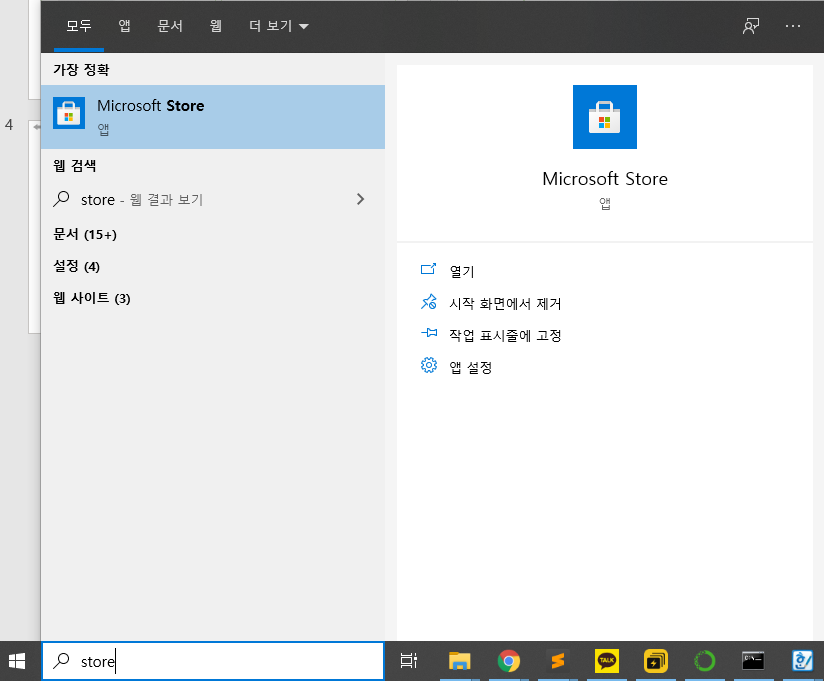 모두 앱 문서 웹 더 보기
가장 정확
Microsoft Store
앱
웹 검색
store - 웹 결과 보기
문서 (15+)
설정 (4)
웹 사이트 (3)
Microsoft Store
앱
열기
시작 화면에서 제거
작업 표시줄에 고정
앱 설정
4
store
TALK